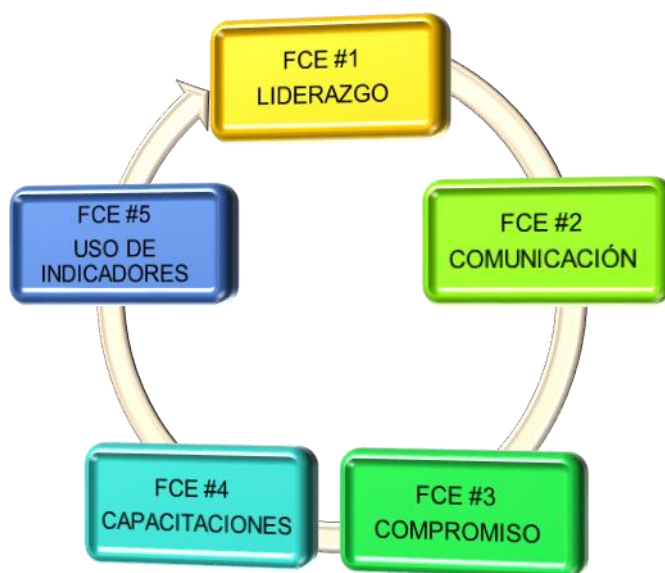 FCE #1
LIDERAZGO
FCE #2
COMUNICACIÓN
FCE #3
COMPROMISO
FCE #4
CAPACITACIONES
FCE #5
USO DE
INDICADORES